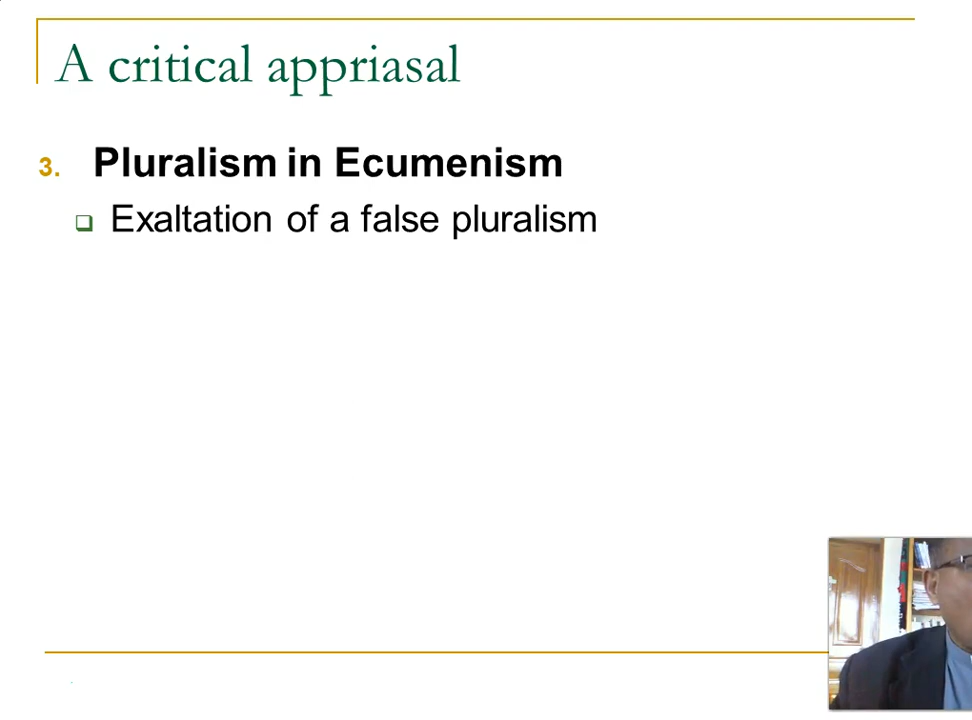 A critical appriasal
3. Pluralism in Ecumenism
❑ Exaltation of a false pluralism